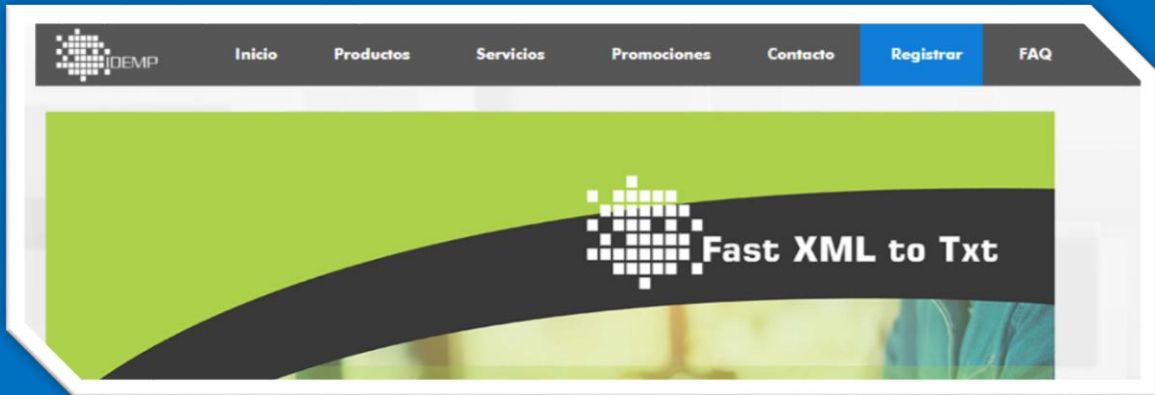 IDEMP Inicio Productos Servicios Promociones Contacto Registrar FAQ
Fast XML to Txt